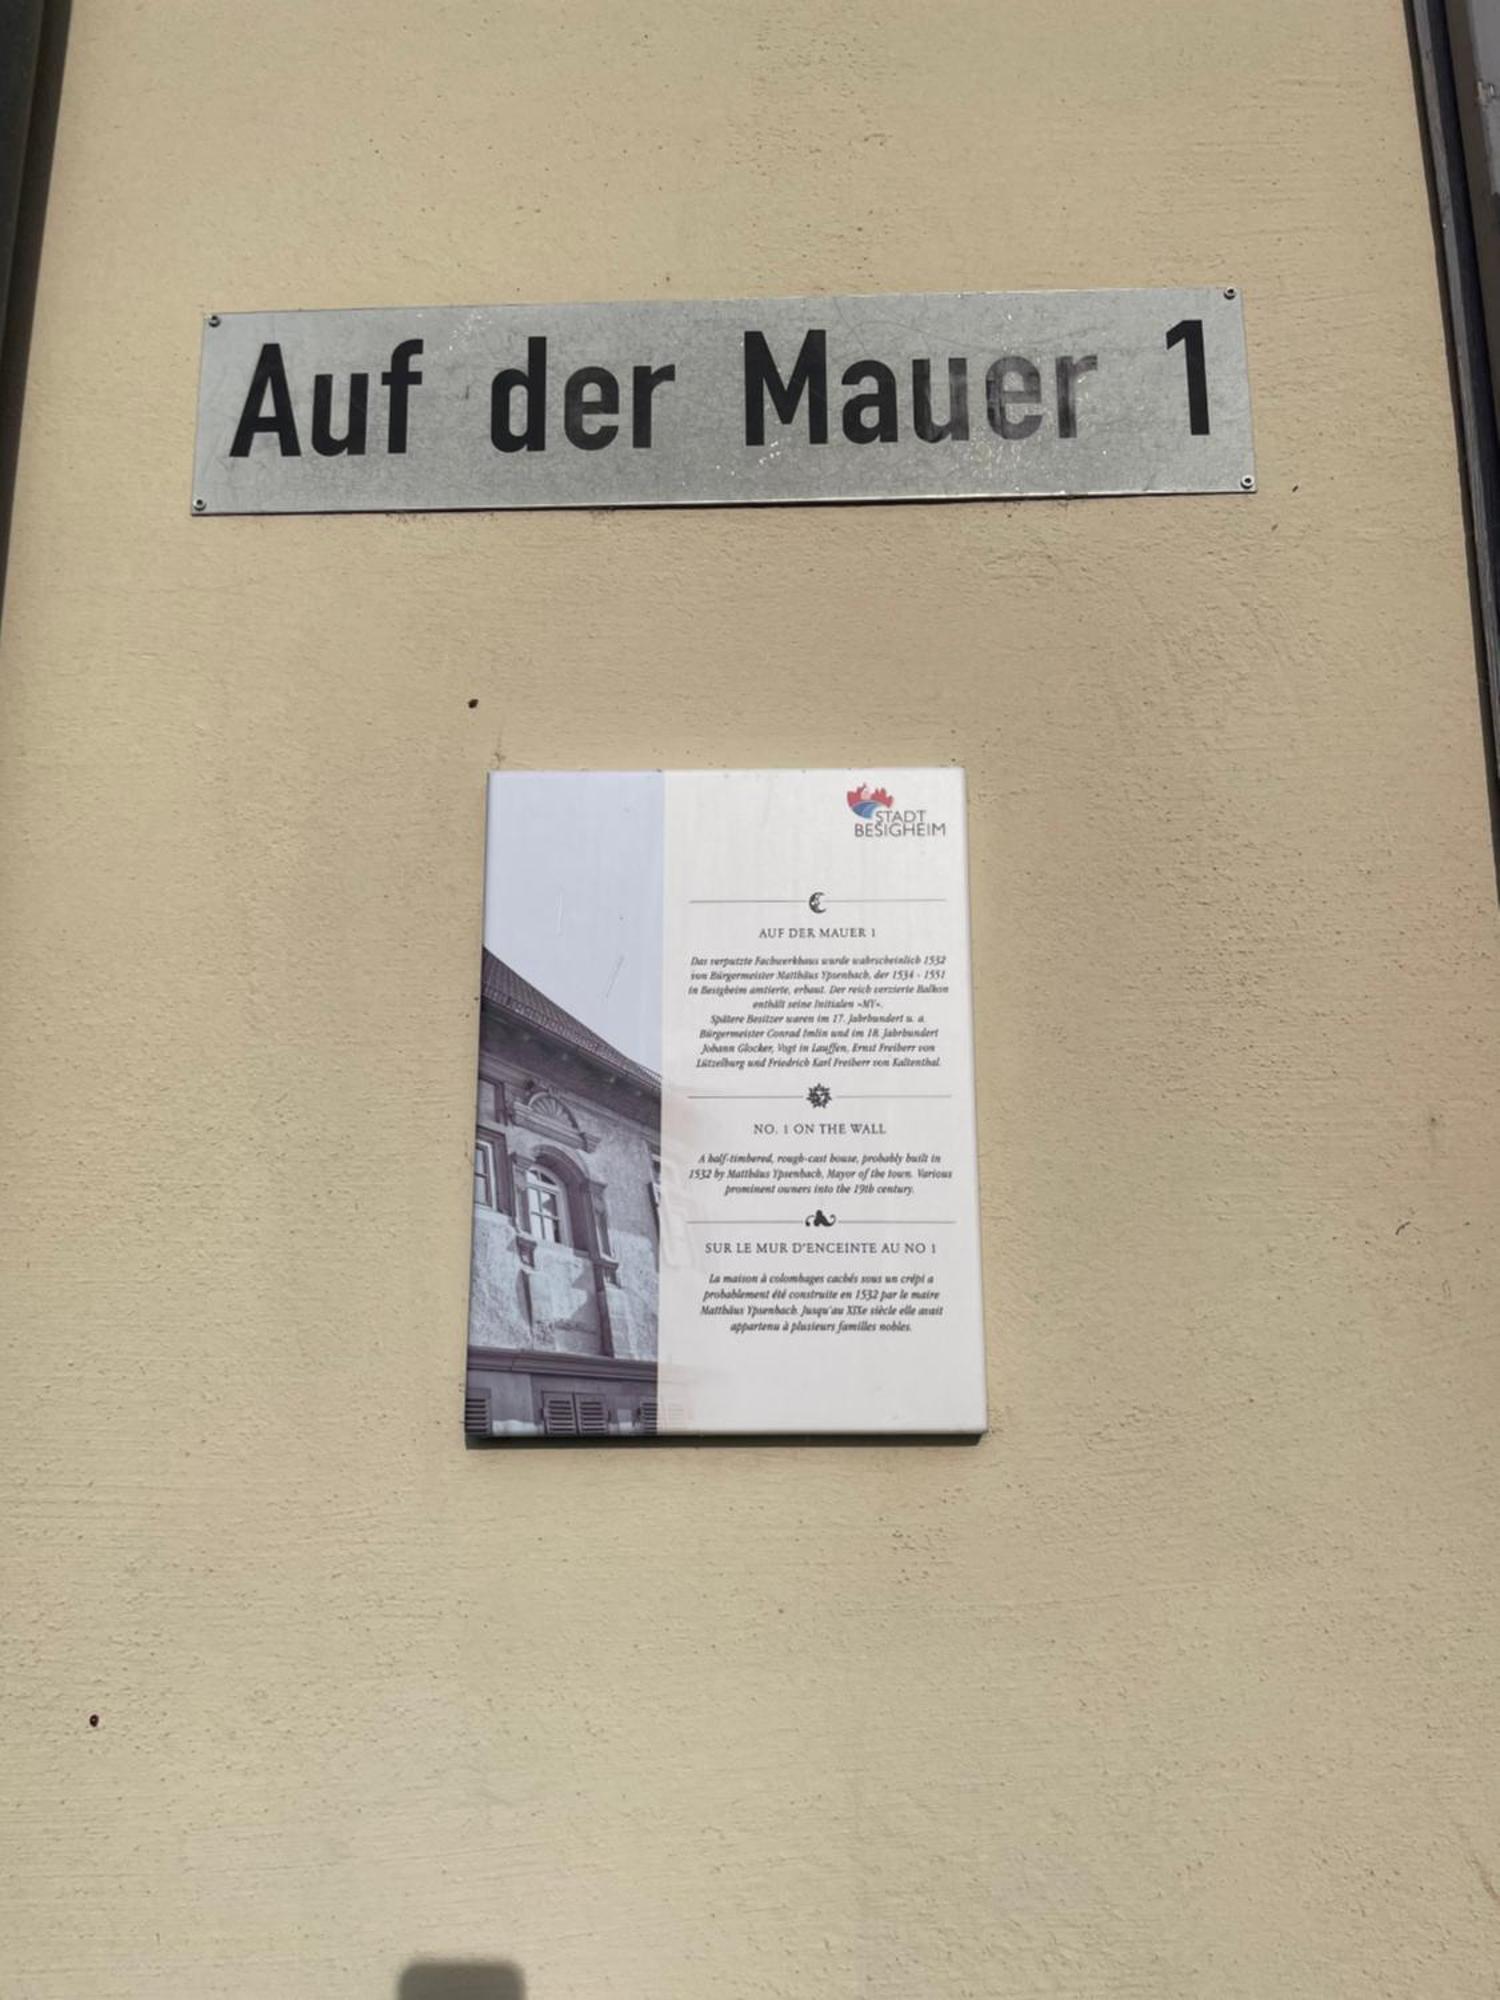 Auf der Mauer 1
STADT
BESIGHEIM
AUF DER MAUER 1
Das verputzte Fachwerkhaus wurde wahrscheinlich 1532
von Bürgermeister Matthäus Ypsenbach, der 1534 - 1551
in Besigheim amtierte, erbaut. Der reich verzierte Balkon
enthält seine Initialen »MY«.
Spätere Besitzer waren im 17. Jahrhundert u. a.
Bürgermeister Conrad Imlin und im 18. Jahrhundert
Johann Glocker, Vogt in Lauffen, Ernst Freiherr von
Lützelburg und Friedrich Karl Freiherr von Kaltenthal.
NO. 1 ON THE WALL
A half-timbered, rough-cast house, probably built in
1532 by Matthäus Ypsenbach, Mayor of the town. Various
prominent owners into the 19th century.
SUR LE MUR D'ENCEINTE AU NO 1
La maison à colombages cachés sous un crépi a
probablement été construite en 1532 par le maire
Matthäus Ypsenbach. Jusqu'au XIXe siècle elle avait
appartenu à plusieurs familles nobles.